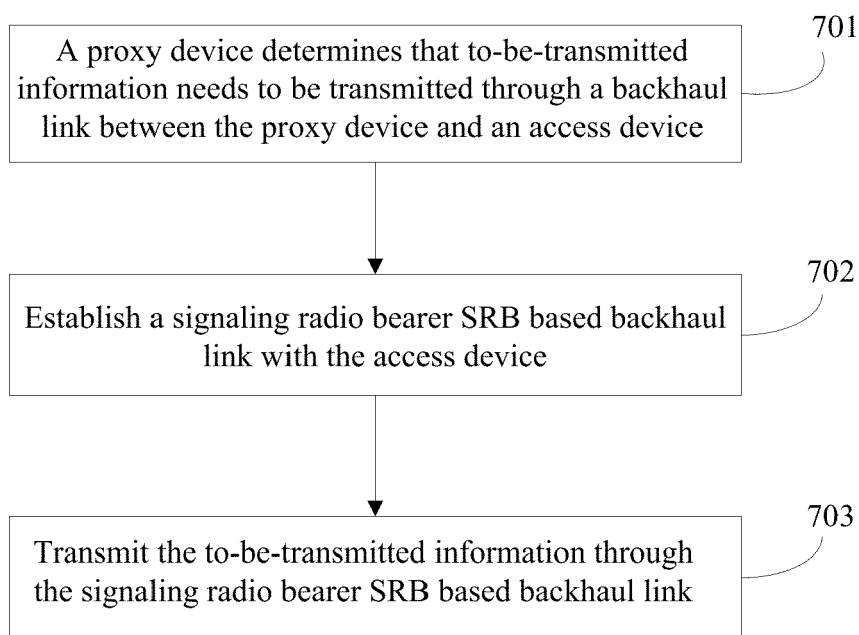 701
A proxy device determines that to-be-transmitted
information needs to be transmitted through a backhaul
link between the proxy device and an access device
702
Establish a signaling radio bearer SRB based backhaul
link with the access device
703
Transmit the to-be-transmitted information through
the signaling radio bearer SRB based backhaul link